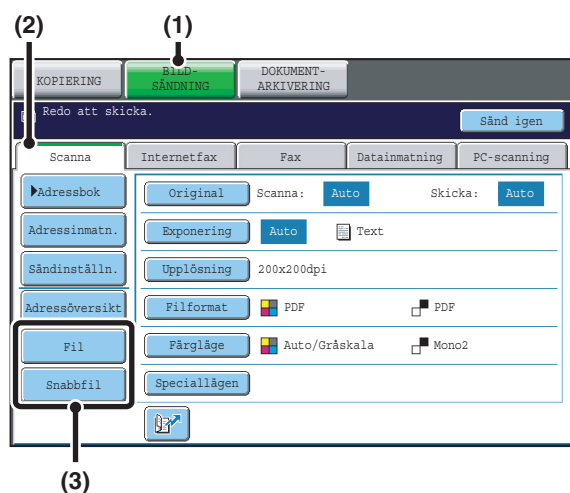 (2) (1)
KOPIERING
BILD-
SÄNDNING
DOKUMENT-
ARKIVERING
Redo att skicka.
Sänd igen
Scanna Internetfax Fax Datainmatning PC-scanning
Adressbok
Original Scanna: Auto Skicka: Auto
Adressinmatn.
Exponering Auto Text
Såndinställn.
Upplösning 200x200dpi
Adressöversikt
Filformat PDF PDF
Fil
Färgläge Auto/Gråskala Mono2
Snabbfil
Speciallågen
(3)